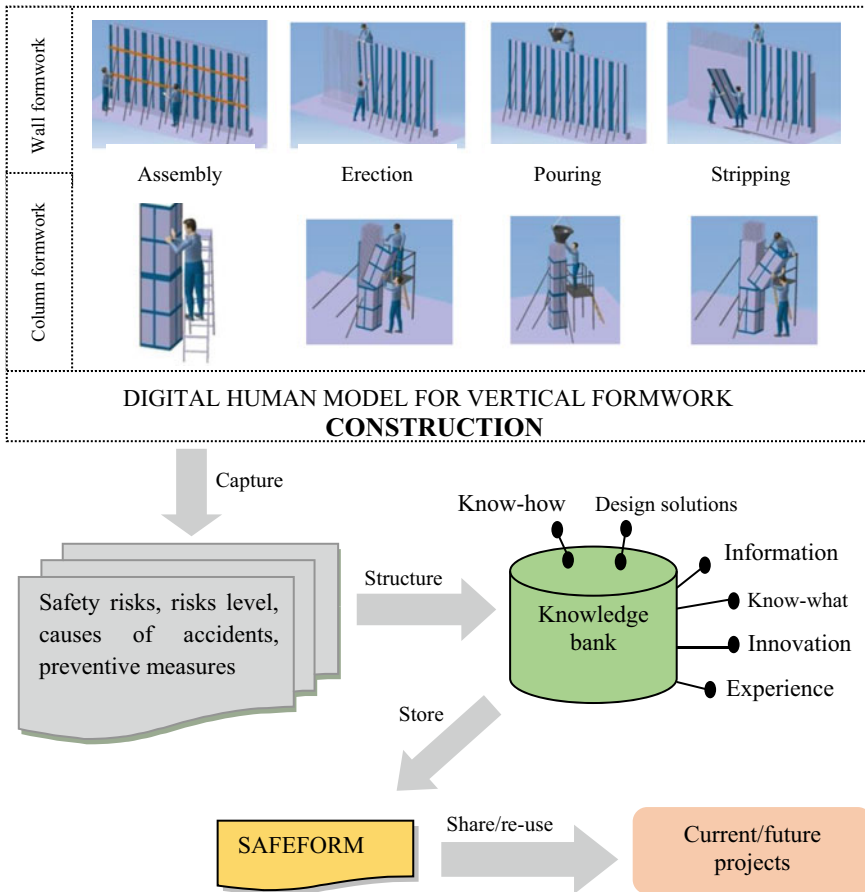 Wall formwork
Assembly
Erection
Pouring
Stripping
Column formwork
DIGITAL HUMAN MODEL FOR VERTICAL FORMWORK
CONSTRUCTION
Capture
Know-how
Design solutions
Information
Structure
Safety risks, risks level,
causes of accidents,
preventive measures
Knowledge
bank
Know-what
Innovation
Experience
Store
SAFEFORM
Share/re-use
Current/future
projects